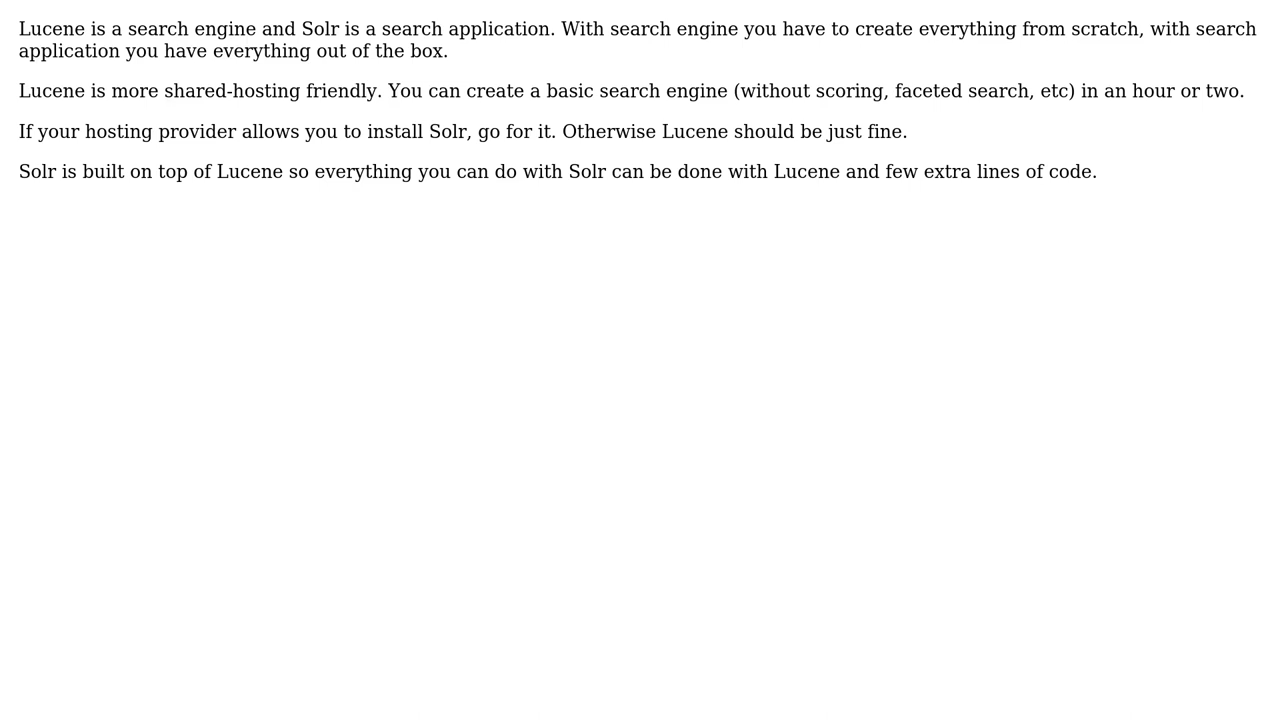 Lucene is a search engine and Solr is a search application. With search engine you have to create everything from scratch, with search
application you have everything out of the box.
Lucene is more shared-hosting friendly. You can create a basic search engine (without scoring, faceted search, etc) in an hour or two.
If your hosting provider allows you to install Solr, go for it. Otherwise Lucene should be just fine.
Solr is built on top of Lucene so everything you can do with Solr can be done with Lucene and few extra lines of code.